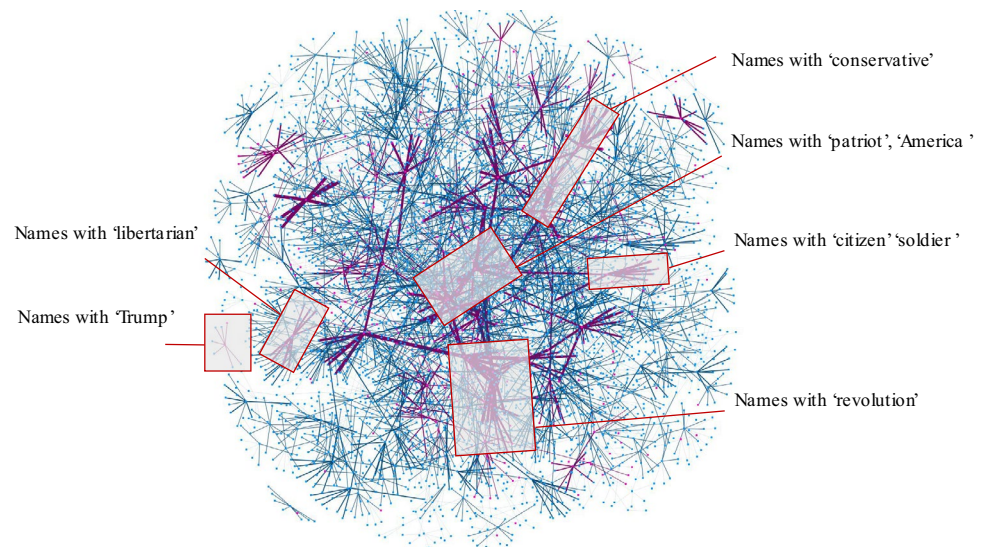 Names with ‘conservative’
Names with ‘patriot’, ‘America ’
Names with ‘libertarian’
Names with ‘citizen’ ‘soldier ’
Names with ‘Trump’
Names with ‘revolution’